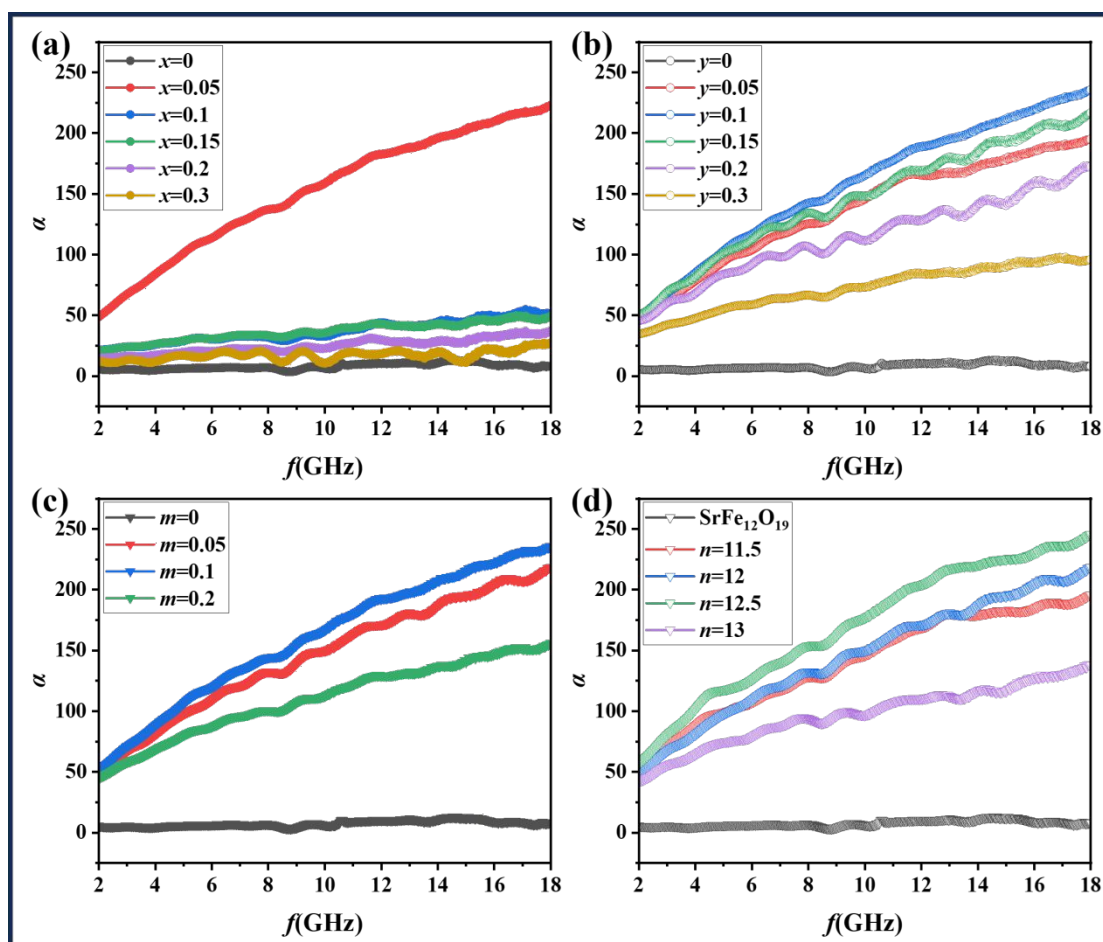 (a)
x=0
x=0.05
x=0.1
x=0.15
x=0.2
x=0.3
250
200
150
100
50
0
α
2 4 6 8 10 12 14 16 18
f(GHz)
(b)
y=0
y=0.05
y=0.1
y=0.15
y=0.2
y=0.3
250
200
150
100
50
0
α
2 4 6 8 10 12 14 16 18
f(GHz)
(c)
m=0
m=0.05
m=0.1
m=0.2
250
200
150
100
50
0
α
2 4 6 8 10 12 14 16 18
f(GHz)
(d)
SrFe₁₂O₁₉
n=11.5
n=12
n=12.5
n=13
250
200
150
100
50
0
α
2 4 6 8 10 12 14 16 18
f(GHz)